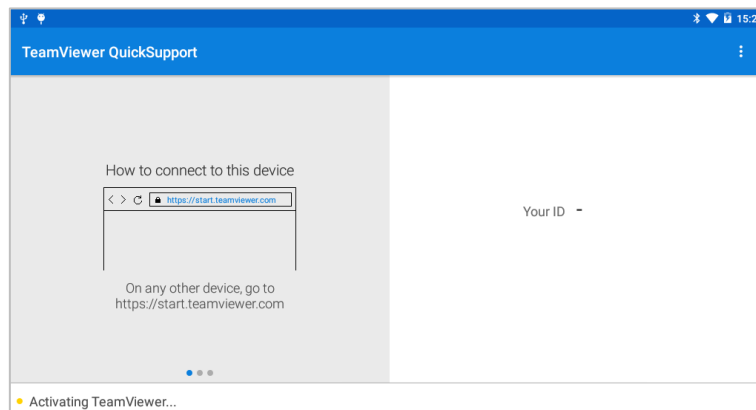 15:2
TeamViewer QuickSupport
How to connect to this device
https://start.teamviewer.com
On any other device, go to
https://start.teamviewer.com
Your ID -
Activating TeamViewer...